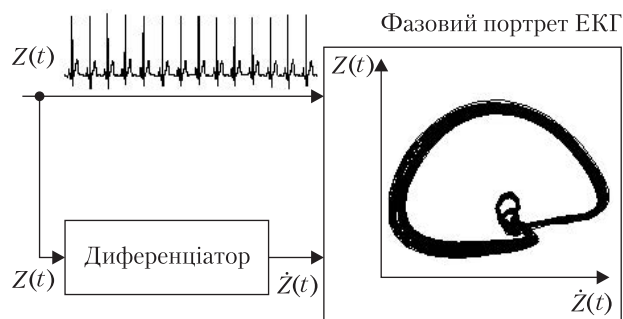 Фазовий портрет ЕКГ
Z(t)
Z(t)
Диференціатор
Z(t)
Ż(t)
Ż(t)